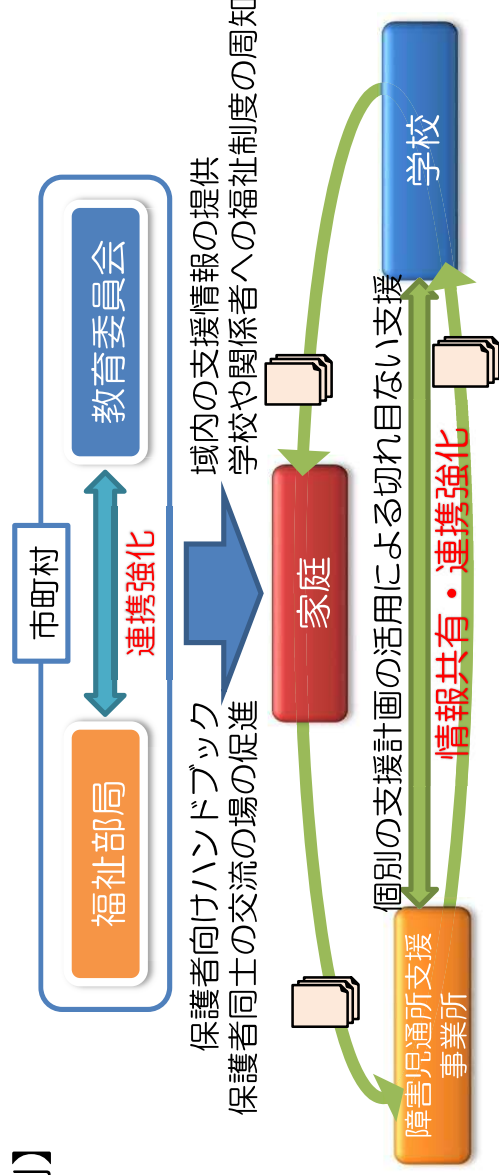 】
市町村
福祉部局
教育委員会
連携強化
保護者向けハンドブック
保護者同士の交流の場の促進
域内の支援情報の提供
学校や関係者への福祉制度の周知
家庭
個別の支援計画の活用による切れ目ない支援
情報共有・連携強化
障害児通所支援
事業所
学校